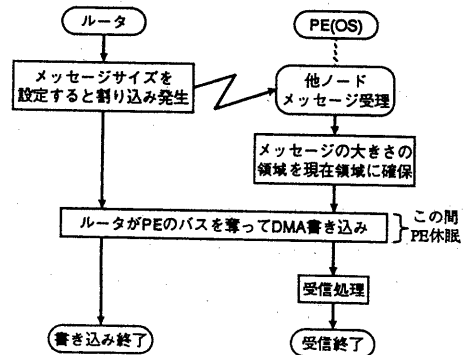 ルータ
PE(OS)
メッセージサイズを
設定すると割り込み発生
他ノード
メッセージ受理
メッセージの大きさの
領域を現在領域に確保
ルータがPEのバスを奪ってDMA書き込み
この間
PE休眠
受信処理
書き込み終了
受信終了